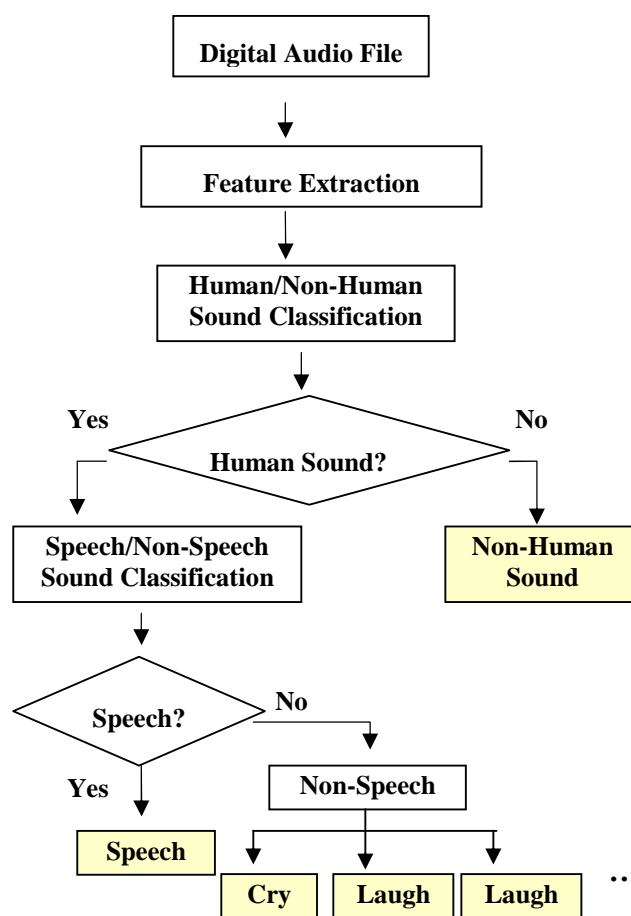 Digital Audio File
Feature Extraction
Human/Non-Human
Sound Classification
Yes
No
Human Sound?
Speech/Non-Speech
Sound Classification
Non-Human
Sound
Speech?
No
Yes
Non-Speech
Speech
Cry
Laugh
Laugh
..